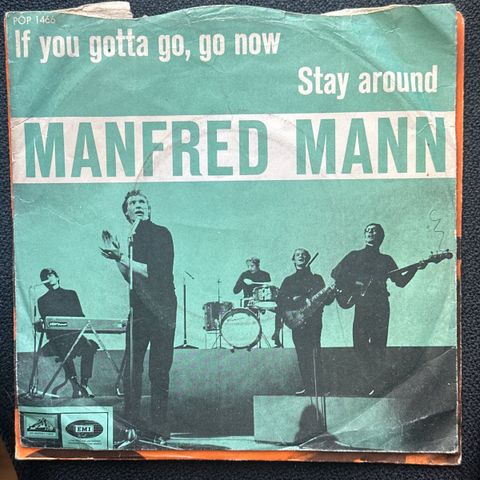 POP 1466
If you gotta go, go now
Stay around
MANFRED MANN
EMI